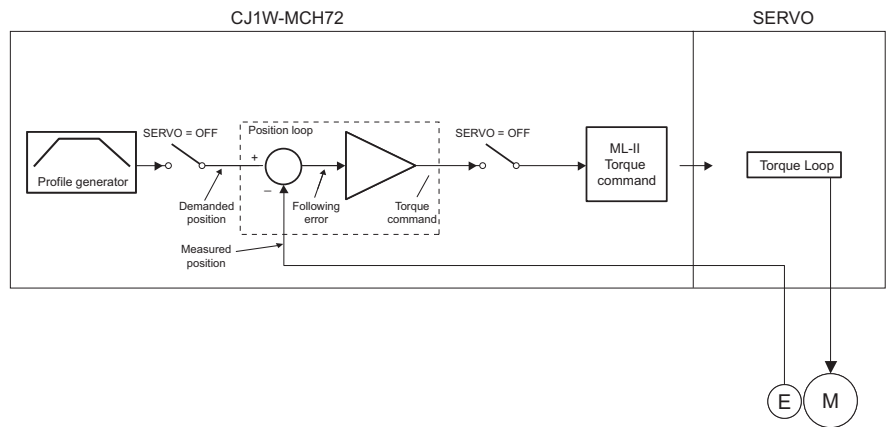 CJ1W-MCH72
SERVO
SERVO = OFF
Position loop
SERVO = OFF
Profile generator
+
_
ML-II
Torque
command
Torque Loop
Demanded
position
Following
error
Torque
command
Measured
position
E
M